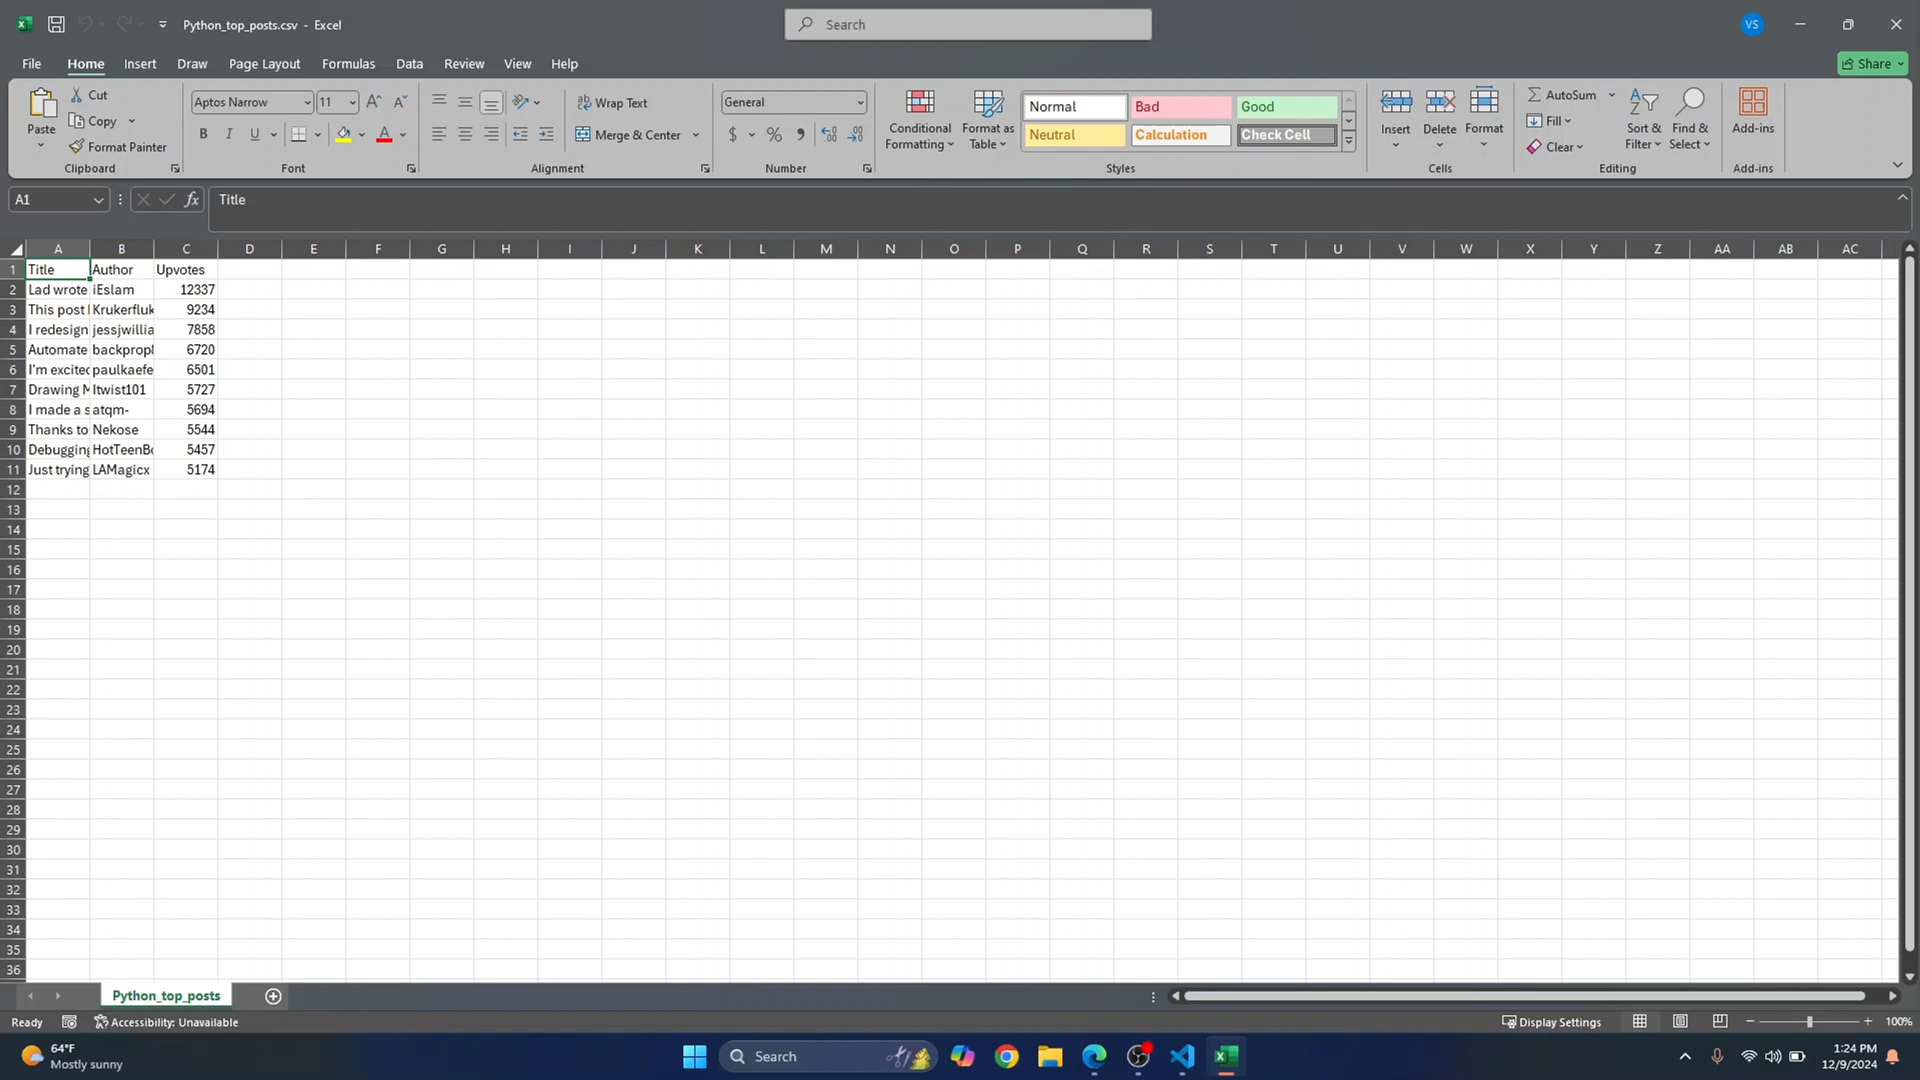 Python_top_posts.csv - Excel
Search
VS
File Home Insert Draw Page Layout Formulas Data Review View Help
Share
Paste
Cut
Copy
Format Painter
Clipboard
Aptos Narrow 11
B I U
Font
Wrap Text
Merge & Center
Alignment
General
$ % ,
Number
Conditional Formatting
Format as Table
Normal Bad Good
Neutral Calculation Check Cell
Styles
Insert Delete Format
Cells
AutoSum
Fill
Clear
Sort & Filter
Find & Select
Editing
Add-ins
Add-ins
A1 fx Title
A B C D E F G H I J K L M N O P Q R S T U V W X Y Z AA AB AC
1 Title Author Upvotes
2 Lad wrote iEslam 12337
3 This post Krukerfluk 9234
4 I redesign jessjwillia 7858
5 Automate backprop 6720
6 I'm excited paulkaefe 6501
7 Drawing M ltwist101 5727
8 I made a s atqm- 5694
9 Thanks to Nekose 5544
10 Debugging HotTeenBo 5457
11 Just trying LAMagicx 5174
12
13
14
15
16
17
18
19
20
21
22
23
24
25
26
27
28
29
30
31
32
33
34
35
36
Python_top_posts
Ready Accessibility: Unavailable Display Settings 100%
64°F
Mostly sunny
Search
1:24 PM
12/9/2024